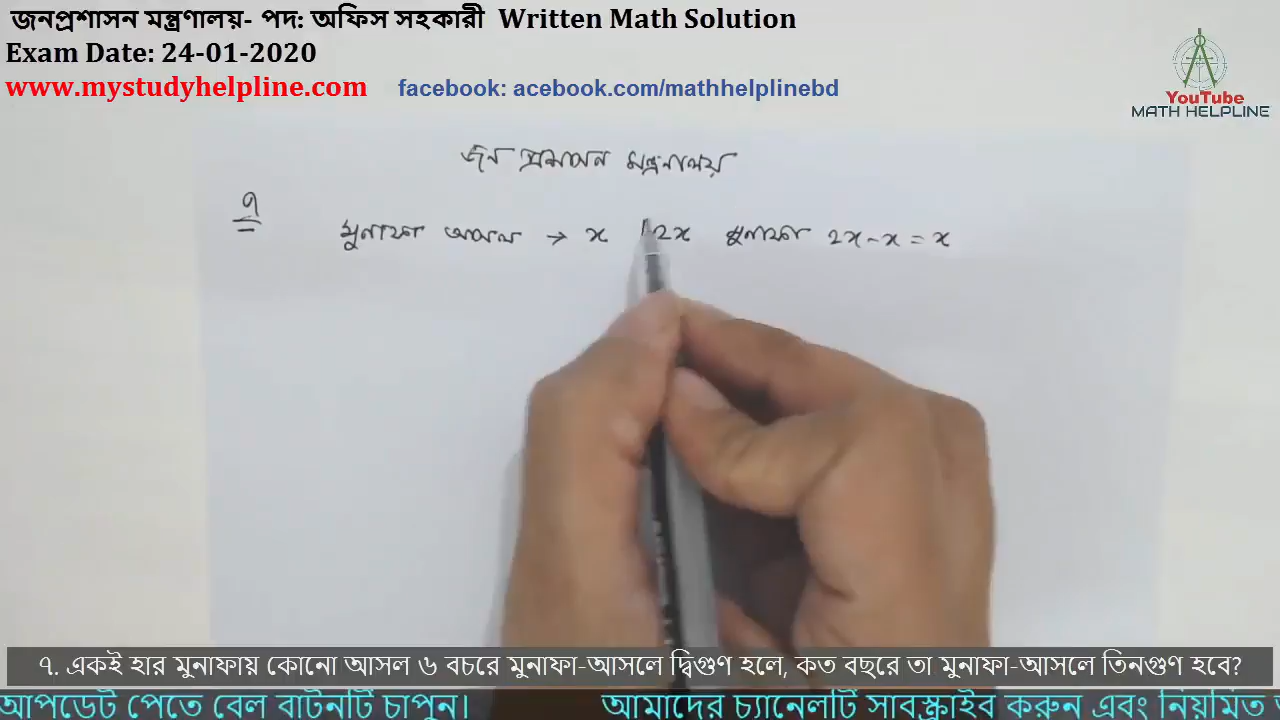 জনপ্রশাসন মন্ত্রণালয়- পদ: অফিস সহকারী Written Math Solution
Exam Date: 24-01-2020
www.mystudyhelpline.com facebook: acebook.com/mathhelplinebd
YouTube
MATH HELPLINE
জন প্রশাসন মন্ত্রনালয়
৭
মুনাফা আসল → x 2x মুনাফা 2x - x = x
৭. একই হার মুনাফায় কোনো আসল ৬ বচরে মুনাফা-আসলে দ্বিগুণ হলে, কত বছরে তা মুনাফা-আসলে তিনগুণ হবে?
আপডেট পেতে বেল বাটনটি চাপুন। আমাদের চ্যানেলটি সাবস্ক্রাইব করুন এবং নিয়মিত